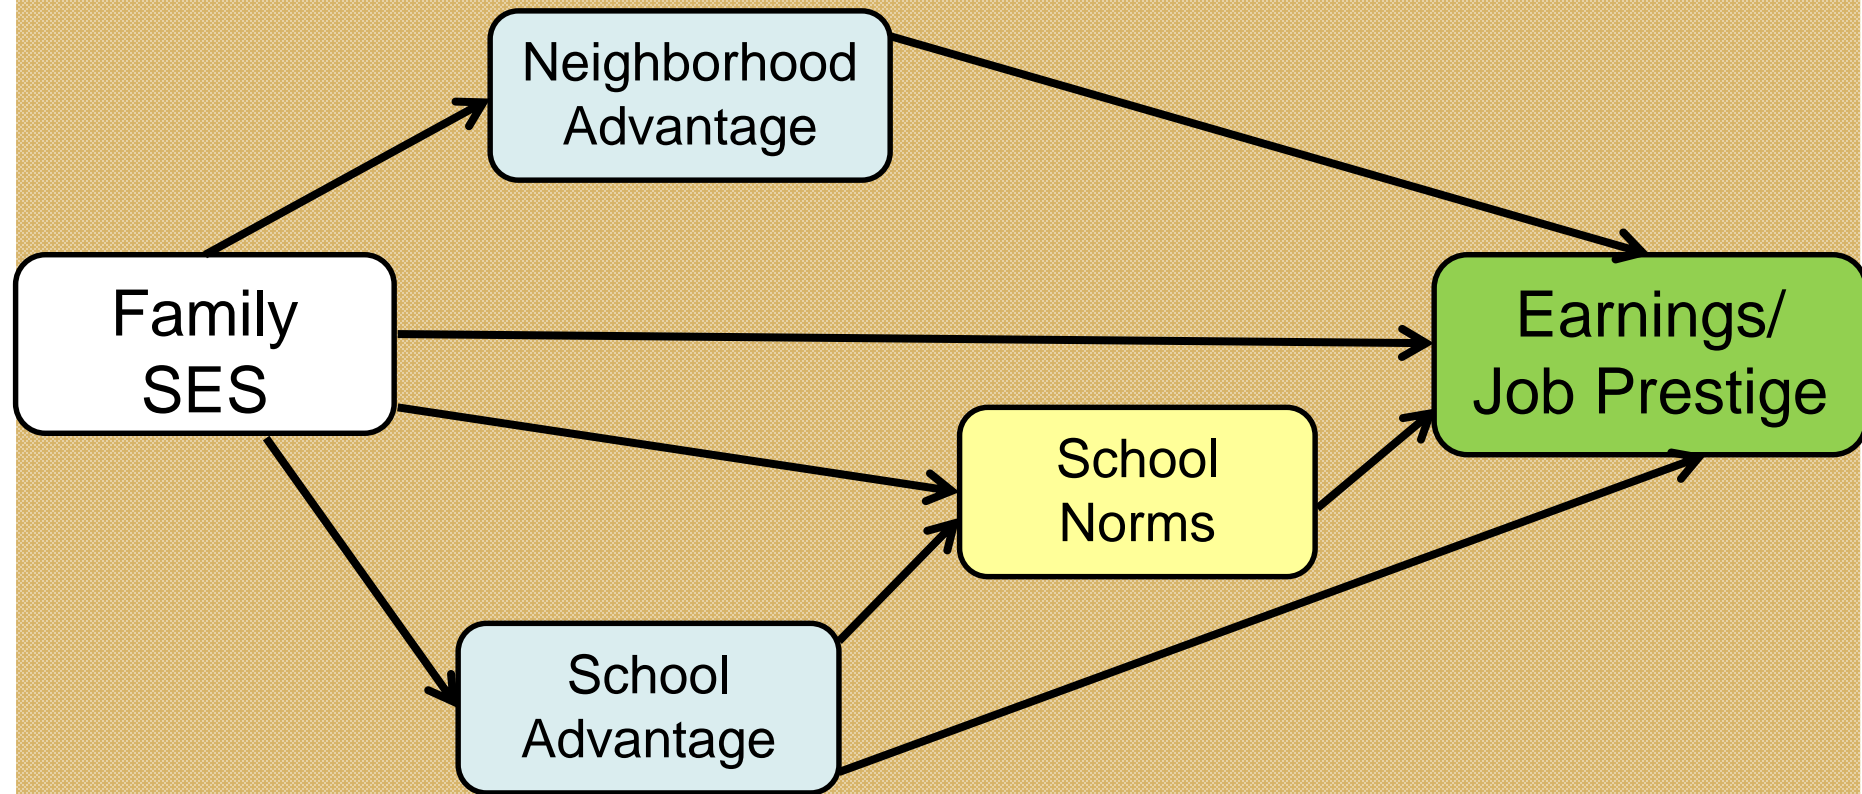 Neighborhood
Advantage
Family
SES
Earnings/
Job Prestige
School
Norms
School
Advantage